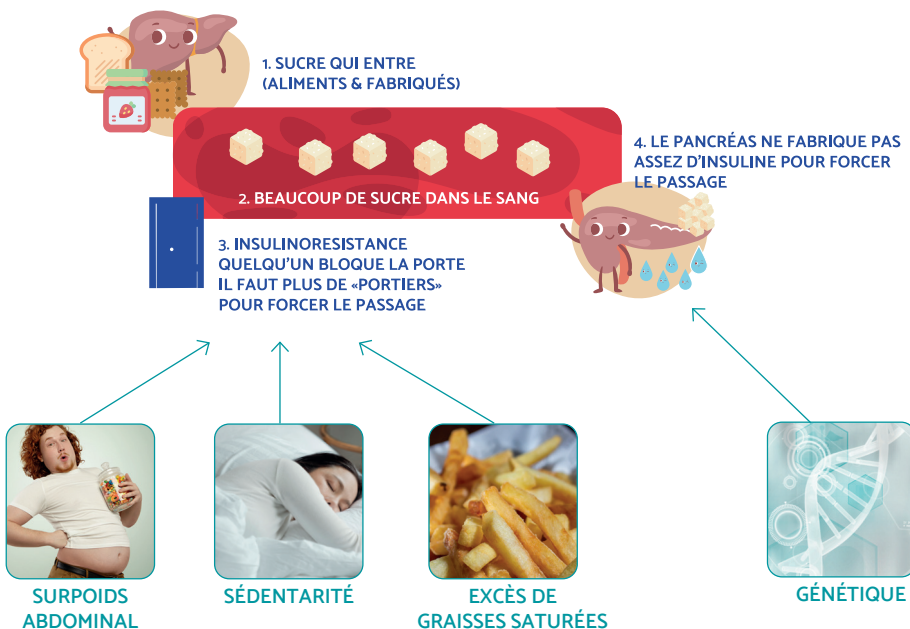 1. SUCRE QUI ENTRE
(ALIMENTS & FABRIQUÉS)
2. BEAUCOUP DE SUCRE DANS LE SANG
3. INSULINORESISTANCE
QUELQU'UN BLOQUE LA PORTE
IL FAUT PLUS DE «PORTIERS»
POUR FORCER LE PASSAGE
4. LE PANCRÉAS NE FABRIQUE PAS
ASSEZ D'INSULINE POUR FORCER
LE PASSAGE
SURPOIDS
ABDOMINAL
SÉDENTARITÉ
EXCÈS DE
GRAISSES SATURÉES
GÉNÉTIQUE